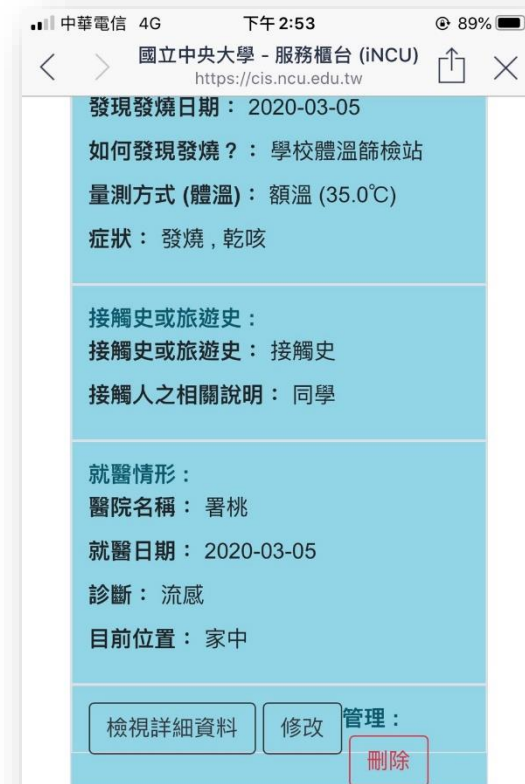 中華電信 4G 下午2:53 89%
國立中央大學 - 服務櫃台 (iNCU)
https://cis.ncu.edu.tw
發現發燒日期： 2020-03-05
如何發現發燒？： 學校體溫篩檢站
量測方式 (體溫)： 額溫 (35.0℃)
症狀： 發燒 , 乾咳
接觸史或旅遊史 :
接觸史或旅遊史： 接觸史
接觸人之相關說明： 同學
就醫情形 :
醫院名稱： 署桃
就醫日期： 2020-03-05
診斷： 流感
目前位置： 家中
檢視詳細資料 修改 管理 :
刪除